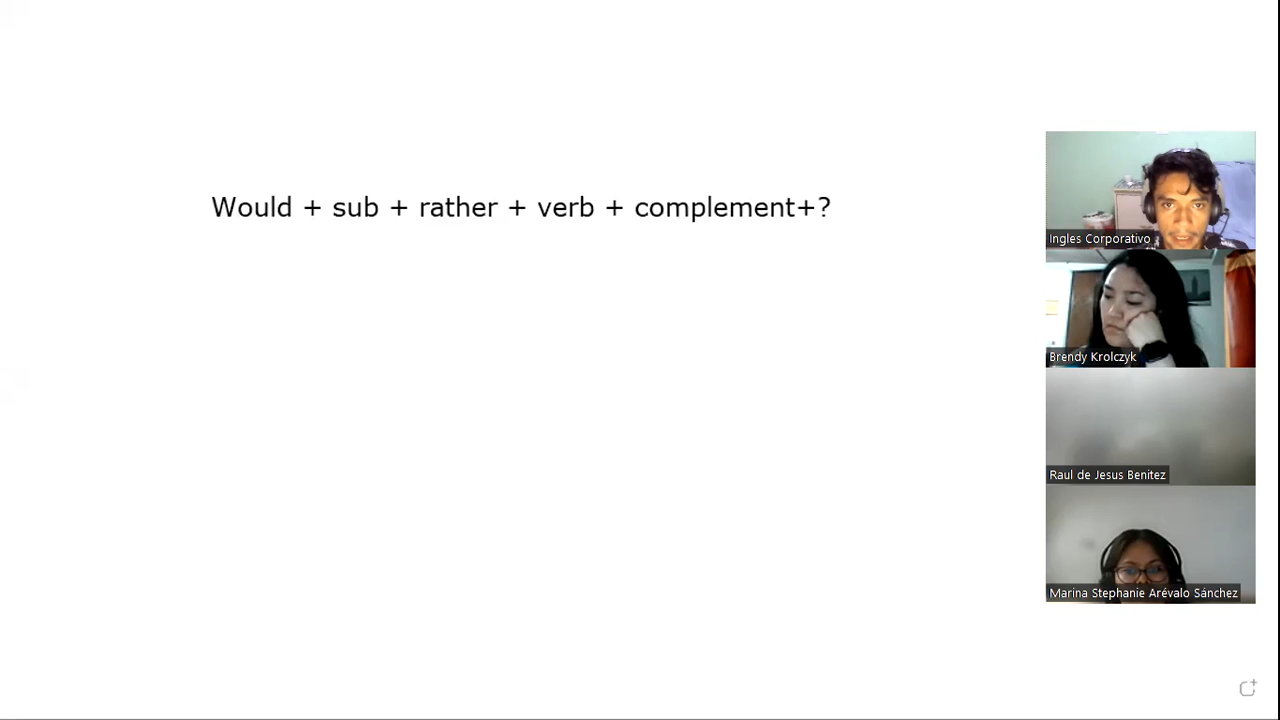 Would + sub + rather + verb + complement+?
Ingles Corporativo
Brendy Krolczyk
Raul de Jesus Benitez
Marina Stephanie Arévalo Sánchez